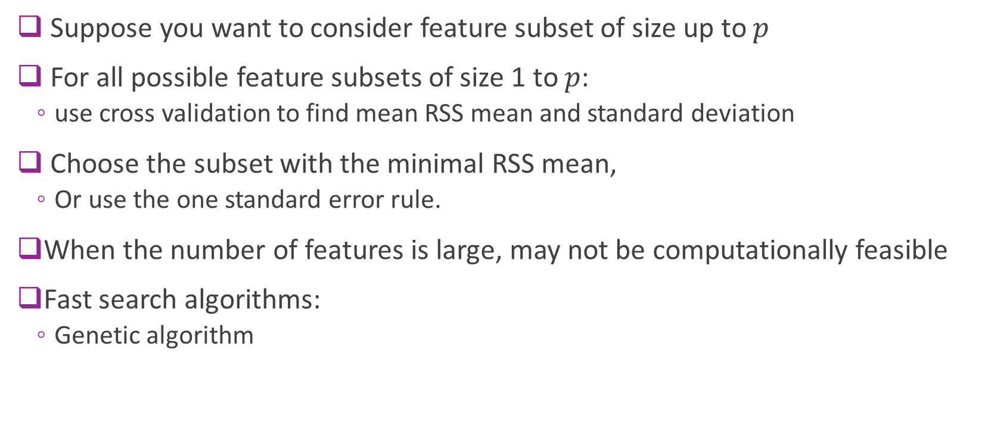 Suppose you want to consider feature subset of size up to p
For all possible feature subsets of size 1 to p:
use cross validation to find mean RSS mean and standard deviation
Choose the subset with the minimal RSS mean,
Or use the one standard error rule.
When the number of features is large, may not be computationally feasible
Fast search algorithms:
Genetic algorithm